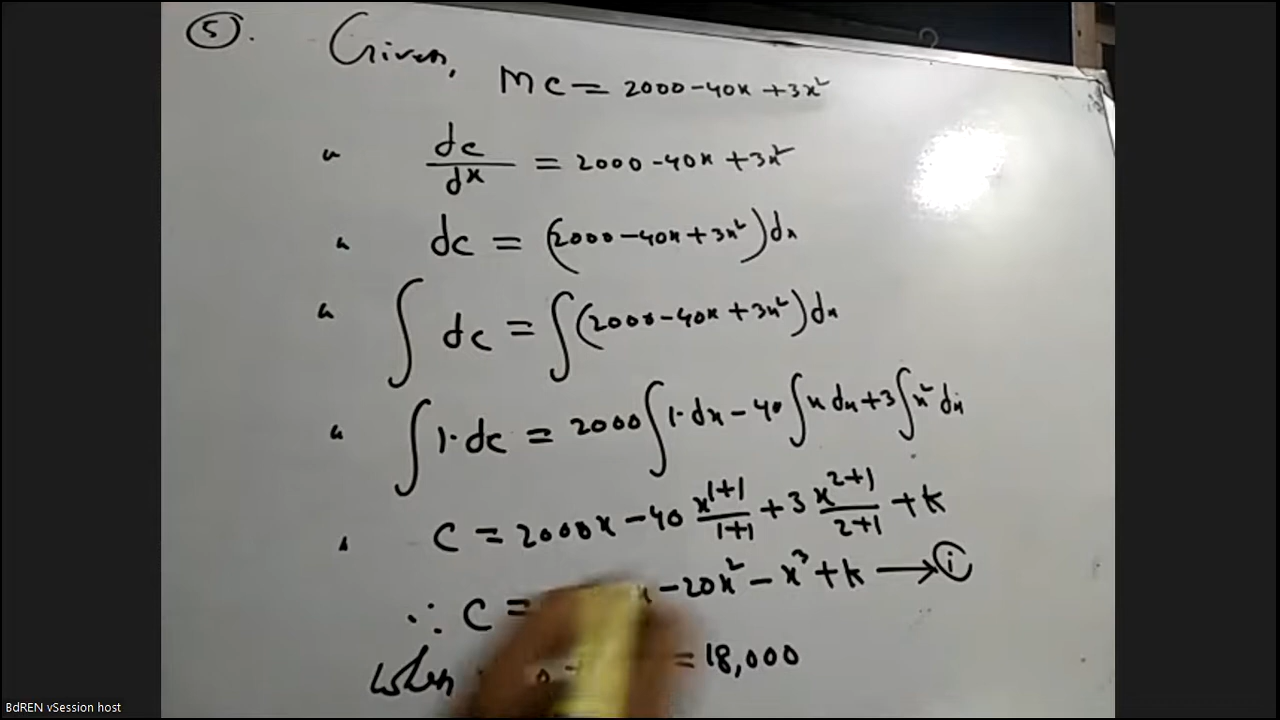 ⑤. Given, MC = 2000-40x+3x²
" dc/dx = 2000-40x+3x²
" dc = (2000-40x+3x²)dx
" ∫dc = ∫(2000-40x+3x²)dx
" ∫1·dc = 2000∫1·dx-40∫x dx+3∫x² dx
" C = 2000x-40 x^(1+1)/(1+1) + 3 x^(2+1)/(2+1) + k
∴ C = x-20x²-x³+k → ⓘ
when = 18,000
BdREN vSession host